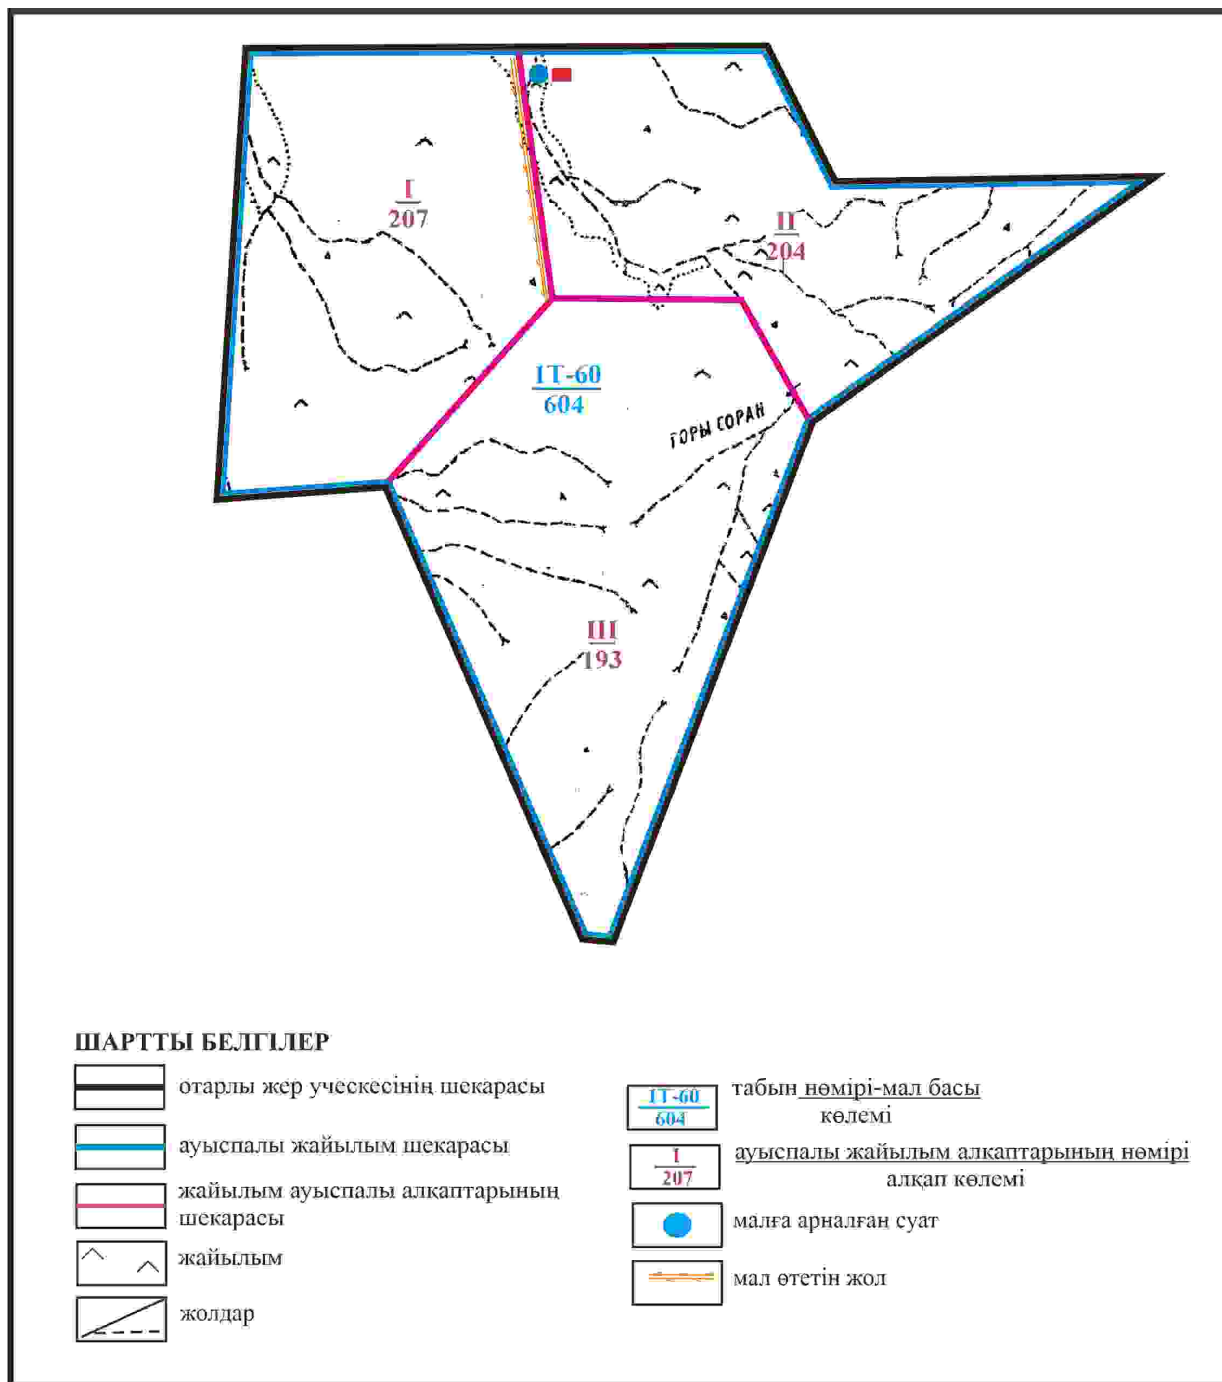 I
207
II
204
1Т-60
604
ГОРЫ СОРАН
III
193
ШАРТТЫ БЕЛГІЛЕР
отарлы жер уческесінің шекарасы
ауыспалы жайылым шекарасы
жайылым ауыспалы алқаптарының
шекарасы
жайылым
жолдар
1Т-60
604
табын нөмірі-мал басы
көлемі
I
207
ауыспалы жайылым алқаптарының нөмірі
алқап көлемі
малға арналған суат
мал өтетін жол